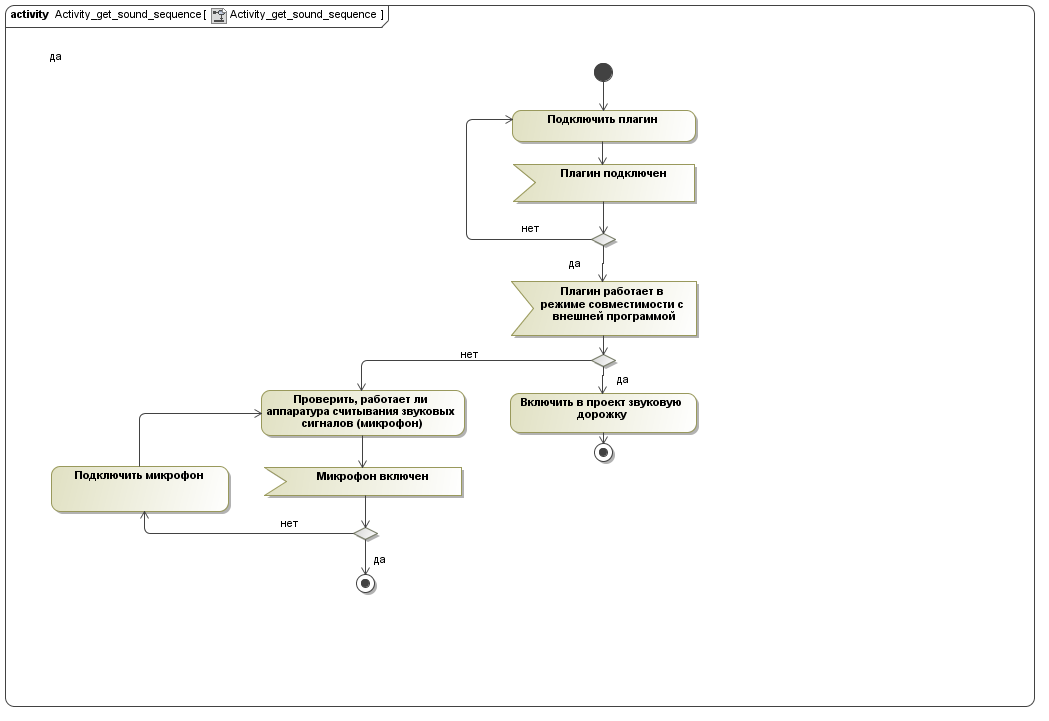 activity Activity_get_sound_sequence [ Activity_get_sound_sequence ]
да
Подключить плагин
Плагин подключен
нет
да
Плагин работает в
режиме совместимости с
внешней программой
нет
да
Проверить, работает ли
аппаратура считывания звуковых
сигналов (микрофон)
Включить в проект звуковую
дорожку
Подключить микрофон
Микрофон включен
нет
да